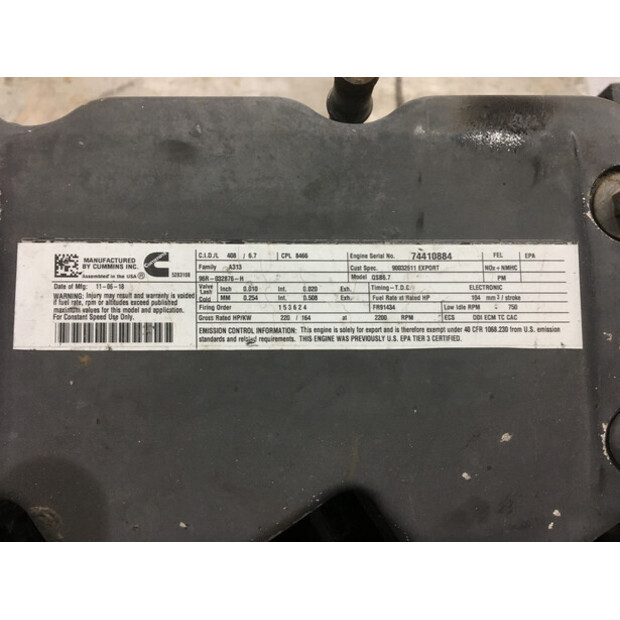 MANUFACTURED
BY CUMMINS INC.
Assembled in the USA ®
5263108
Date of Mfg: 11-06-18
WARNING: Injury may result and warranty is voided
if fuel rate, rpm or altitudes exceed published
maximum values for this model and application.
For Constant Speed Use Only.
C.I.D./L 408 / 6.7 CPL 8466 Engine Serial No. 74410884 FEL EPA
Family A313 Cust Spec. 90032511 EXPORT NOx + NMHC
96R-032876-H Model QSB6.7 PM
Valve Lash Cold Inch 0.010 Int. 0.020 Exh. Timing - T.D.C. ELECTRONIC
MM 0.254 Int. 0.508 Exh. Fuel Rate at Rated HP 104 mm3 / stroke
Firing Order 153624 FR91434 Low Idle RPM 750
Gross Rated HP/KW 220 / 164 at 2200 RPM ECS DDI ECM TC CAC
EMISSION CONTROL INFORMATION: This engine is solely for export and is therefore exempt under 40 CFR 1068.230 from U.S. emission
standards and related requirements. THIS ENGINE WAS PREVIOUSLY U.S. EPA TIER 3 CERTIFIED.